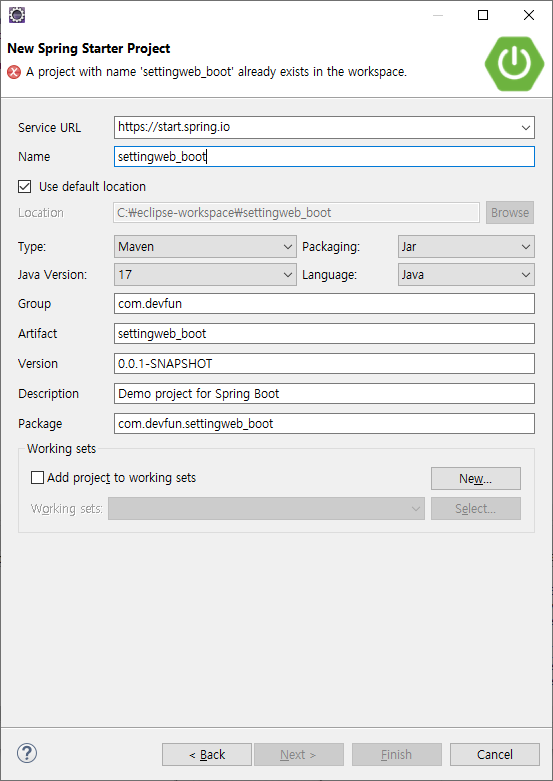 New Spring Starter Project
A project with name 'settingweb_boot' already exists in the workspace.
Service URL https://start.spring.io
Name settingweb_boot
Use default location
Location C:₩eclipse-workspace₩settingweb_boot Browse
Type: Maven Packaging: Jar
Java Version: 17 Language: Java
Group com.devfun
Artifact settingweb_boot
Version 0.0.1-SNAPSHOT
Description Demo project for Spring Boot
Package com.devfun.settingweb_boot
Working sets
Add project to working sets New...
Working sets: Select...
? < Back Next > Finish Cancel